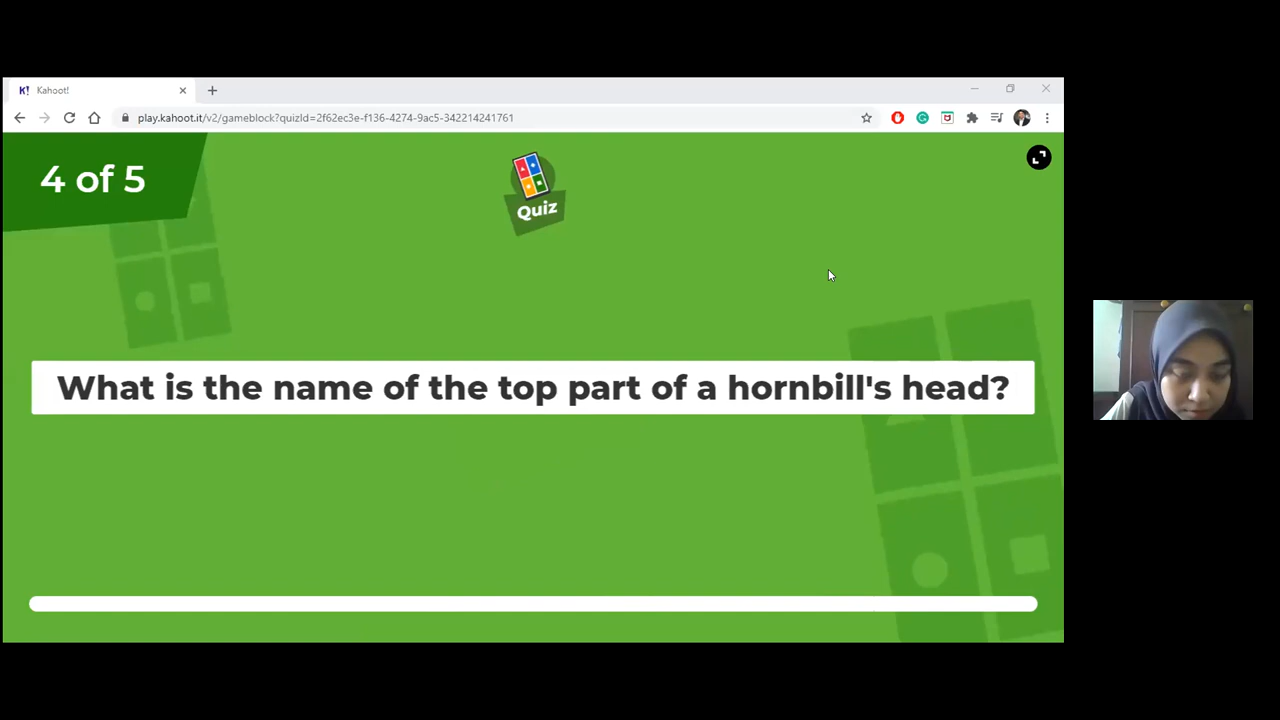 K! Kahoot!
play.kahoot.it/v2/gameblock?quizId=2f62ec3e-f136-4274-9ac5-342214241761
4 of 5
Quiz
What is the name of the top part of a hornbill's head?